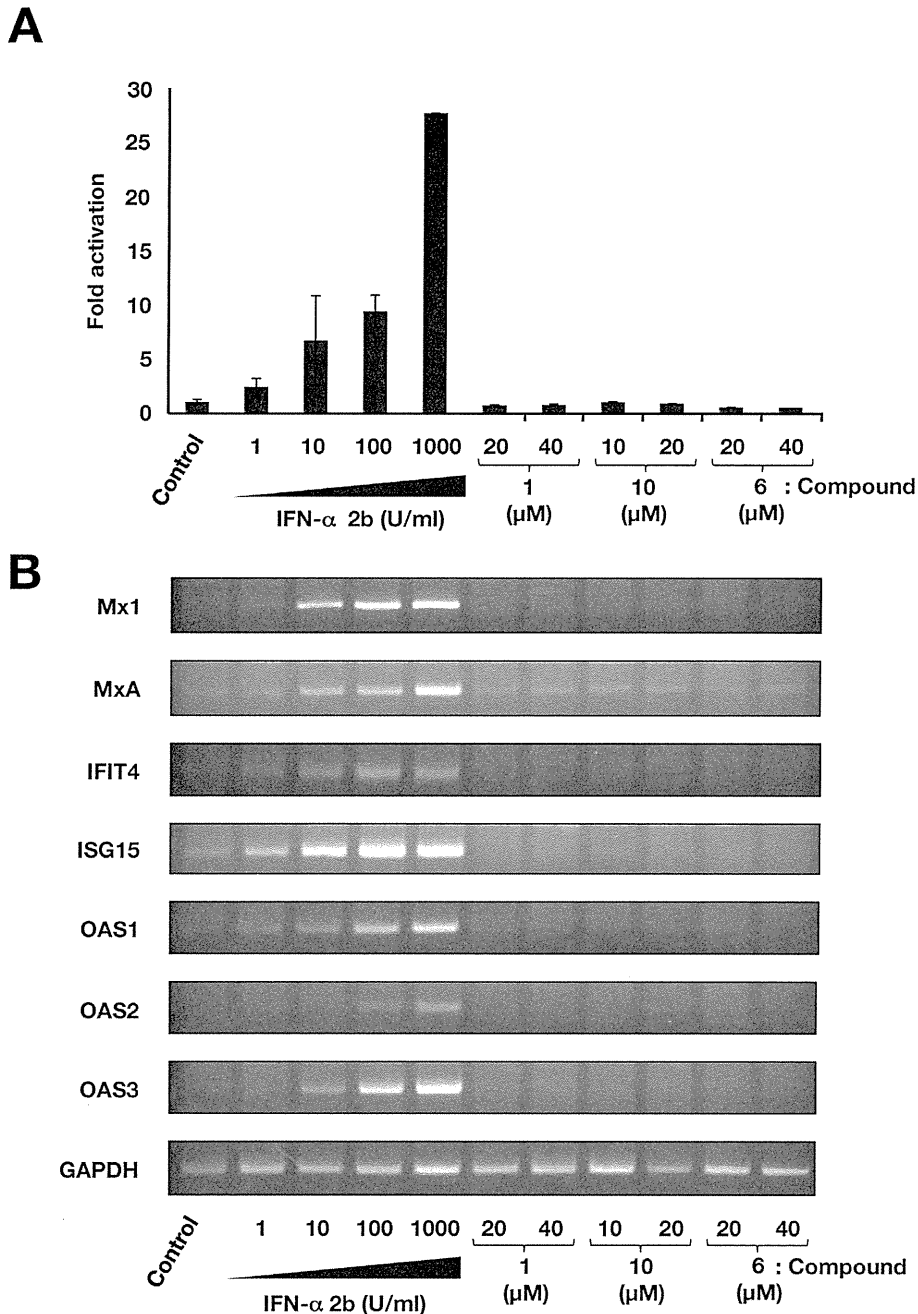 A
30
25
20
15
10
5
0
Fold activation
Control 1 10 100 1000 20 40 10 20 20 40
1 10 6 : Compound
IFN-α 2b (U/ml) (μM) (μM) (μM)
B
Mx1
MxA
IFIT4
ISG15
OAS1
OAS2
OAS3
GAPDH
Control 1 10 100 1000 20 40 10 20 20 40
1 10 6 : Compound
IFN-α 2b (U/ml) (μM) (μM) (μM)